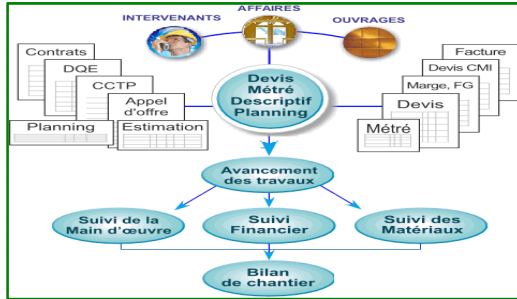 INTERVENANTS
AFFAIRES
OUVRAGES
Contrats
DQE
CCTP
Appel
d'offre
Planning
Estimation
Devis
Métré
Descriptif
Planning
Facture
Devis CMI
Marge, FG
Devis
Métré
Avancement
des travaux
Suivi de la
Main d'œuvre
Suivi
Financier
Suivi des
Matériaux
Bilan
de chantier